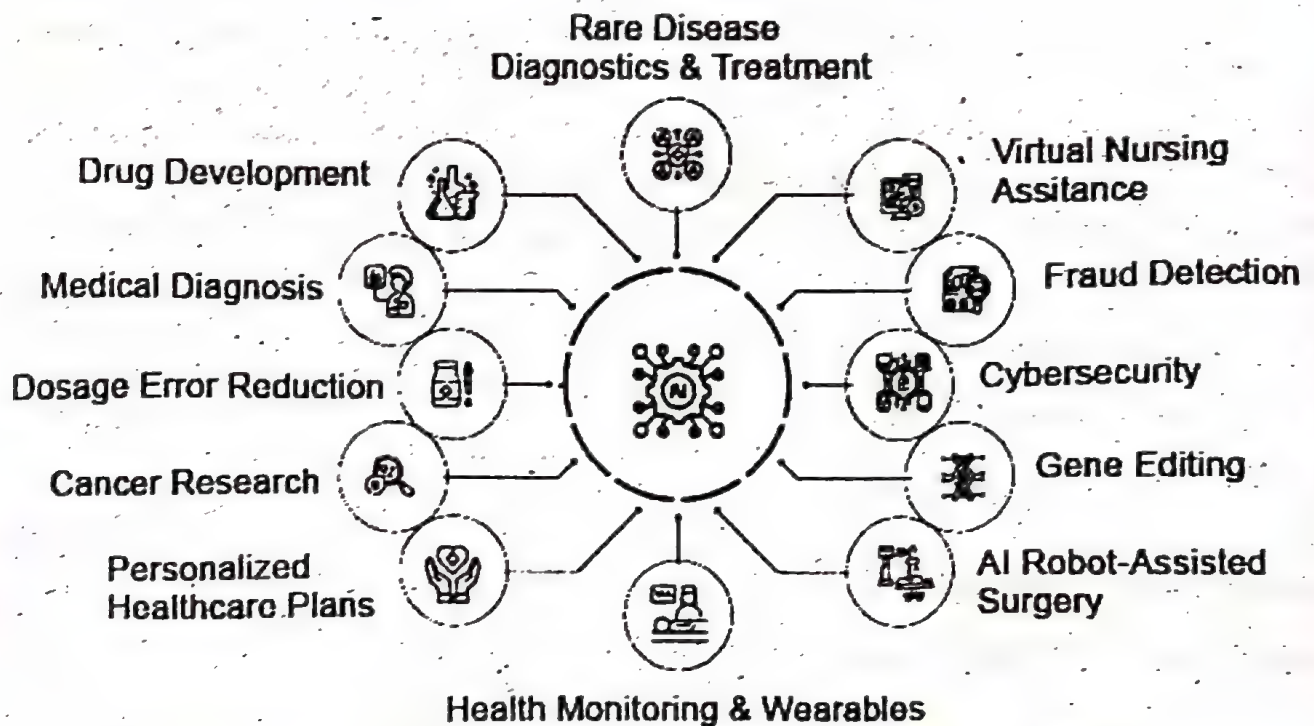 Rare Disease
Diagnostics & Treatment
Drug Development
Virtual Nursing
Assitance
Medical Diagnosis
Fraud Detection
Dosage Error Reduction
AI
Cybersecurity
Cancer Research
Gene Editing
Personalized
Healthcare Plans
AI Robot-Assisted
Surgery
Health Monitoring & Wearables